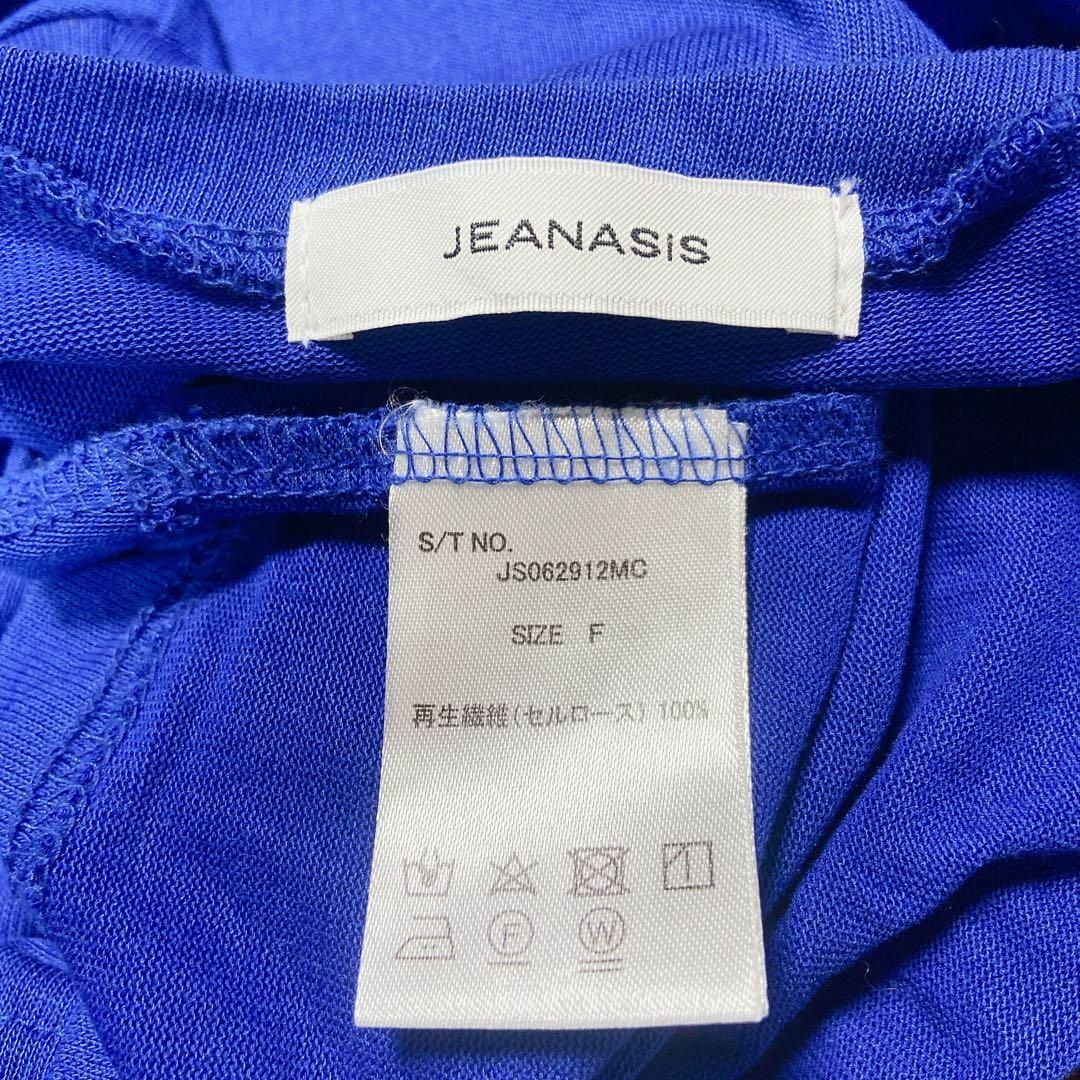 JEANASIS
S/T NO.
JS062912MC
SIZE F
再生繊維(セルロース) 100%
F W